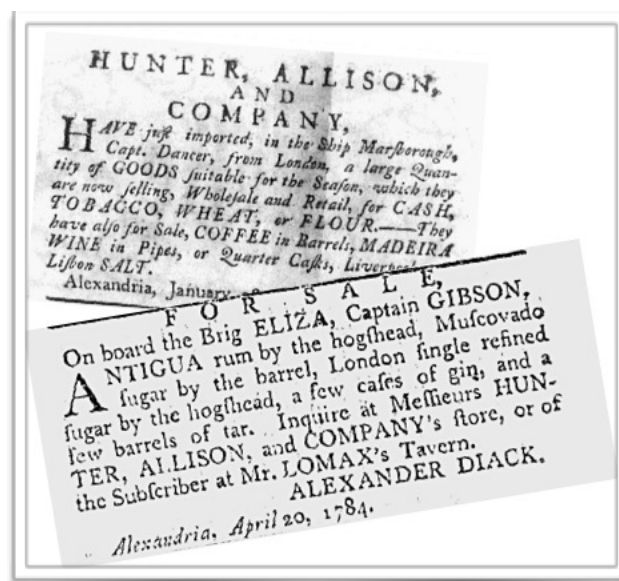 HUNTER, ALLISON,
AND
COMPANY,
HAVE juſt imported, in the Ship Marſborough,
Capt. Dancer, from London, a large Quan-
tity of GOODS ſuitable for the Seaſon, which they
are now ſelling, Wholeſale and Retail, for CASH,
TOBACCO, WHEAT, or FLOUR.——They
have alſo for Sale, COFFEE in Barrels, MADEIRA
WINE in Pipes, or Quarter Caſks,
Liſbon SALT.
Alexandria, January
FOR SALE,
On board the Brig ELIZA, Captain GIBSON,
ANTIGUA rum by the hogſhead, Muſcovado
ſugar by the barrel, London ſingle refined
ſugar by the hogſhead, a few caſes of gin, and a
few barrels of tar. Inquire at Meſſieurs HUN-
TER, ALLISON, and COMPANY's ſtore, or of
the Subſcriber at Mr. LOMAX's Tavern.
ALEXANDER DIACK.
Alexandria, April 20, 1784.